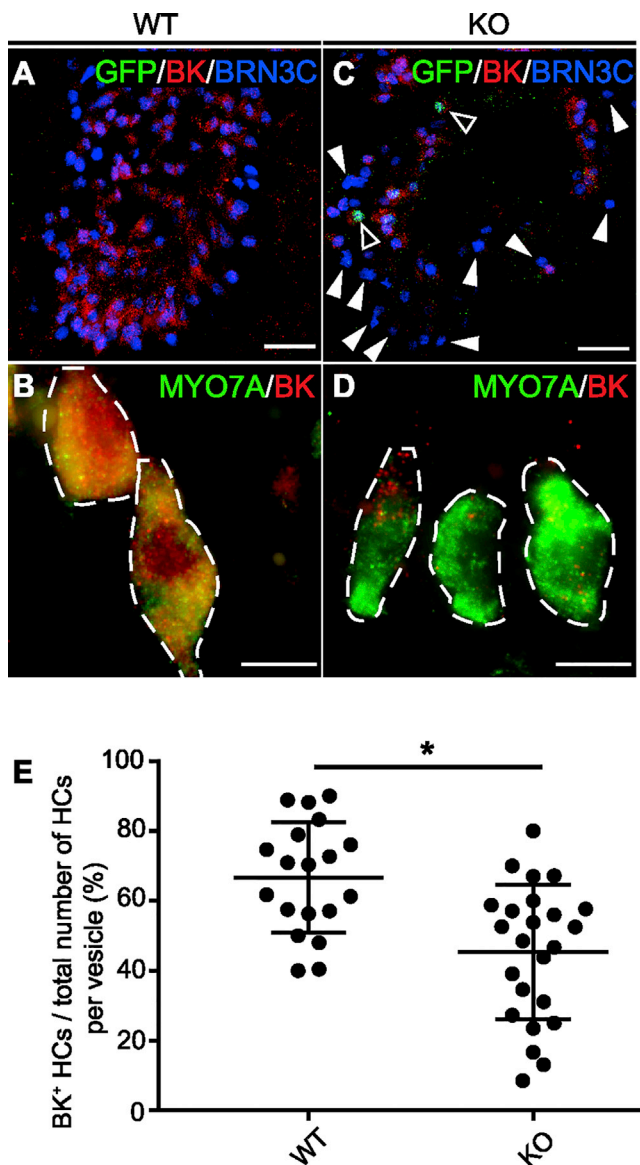 WT KO
A GFP/BK/BRN3C
C GFP/BK/BRN3C
B MYO7A/BK
D MYO7A/BK
E
BK⁺ HCs / total number of HCs
per vesicle (%)
100
80
60
40
20
0
*
WT KO